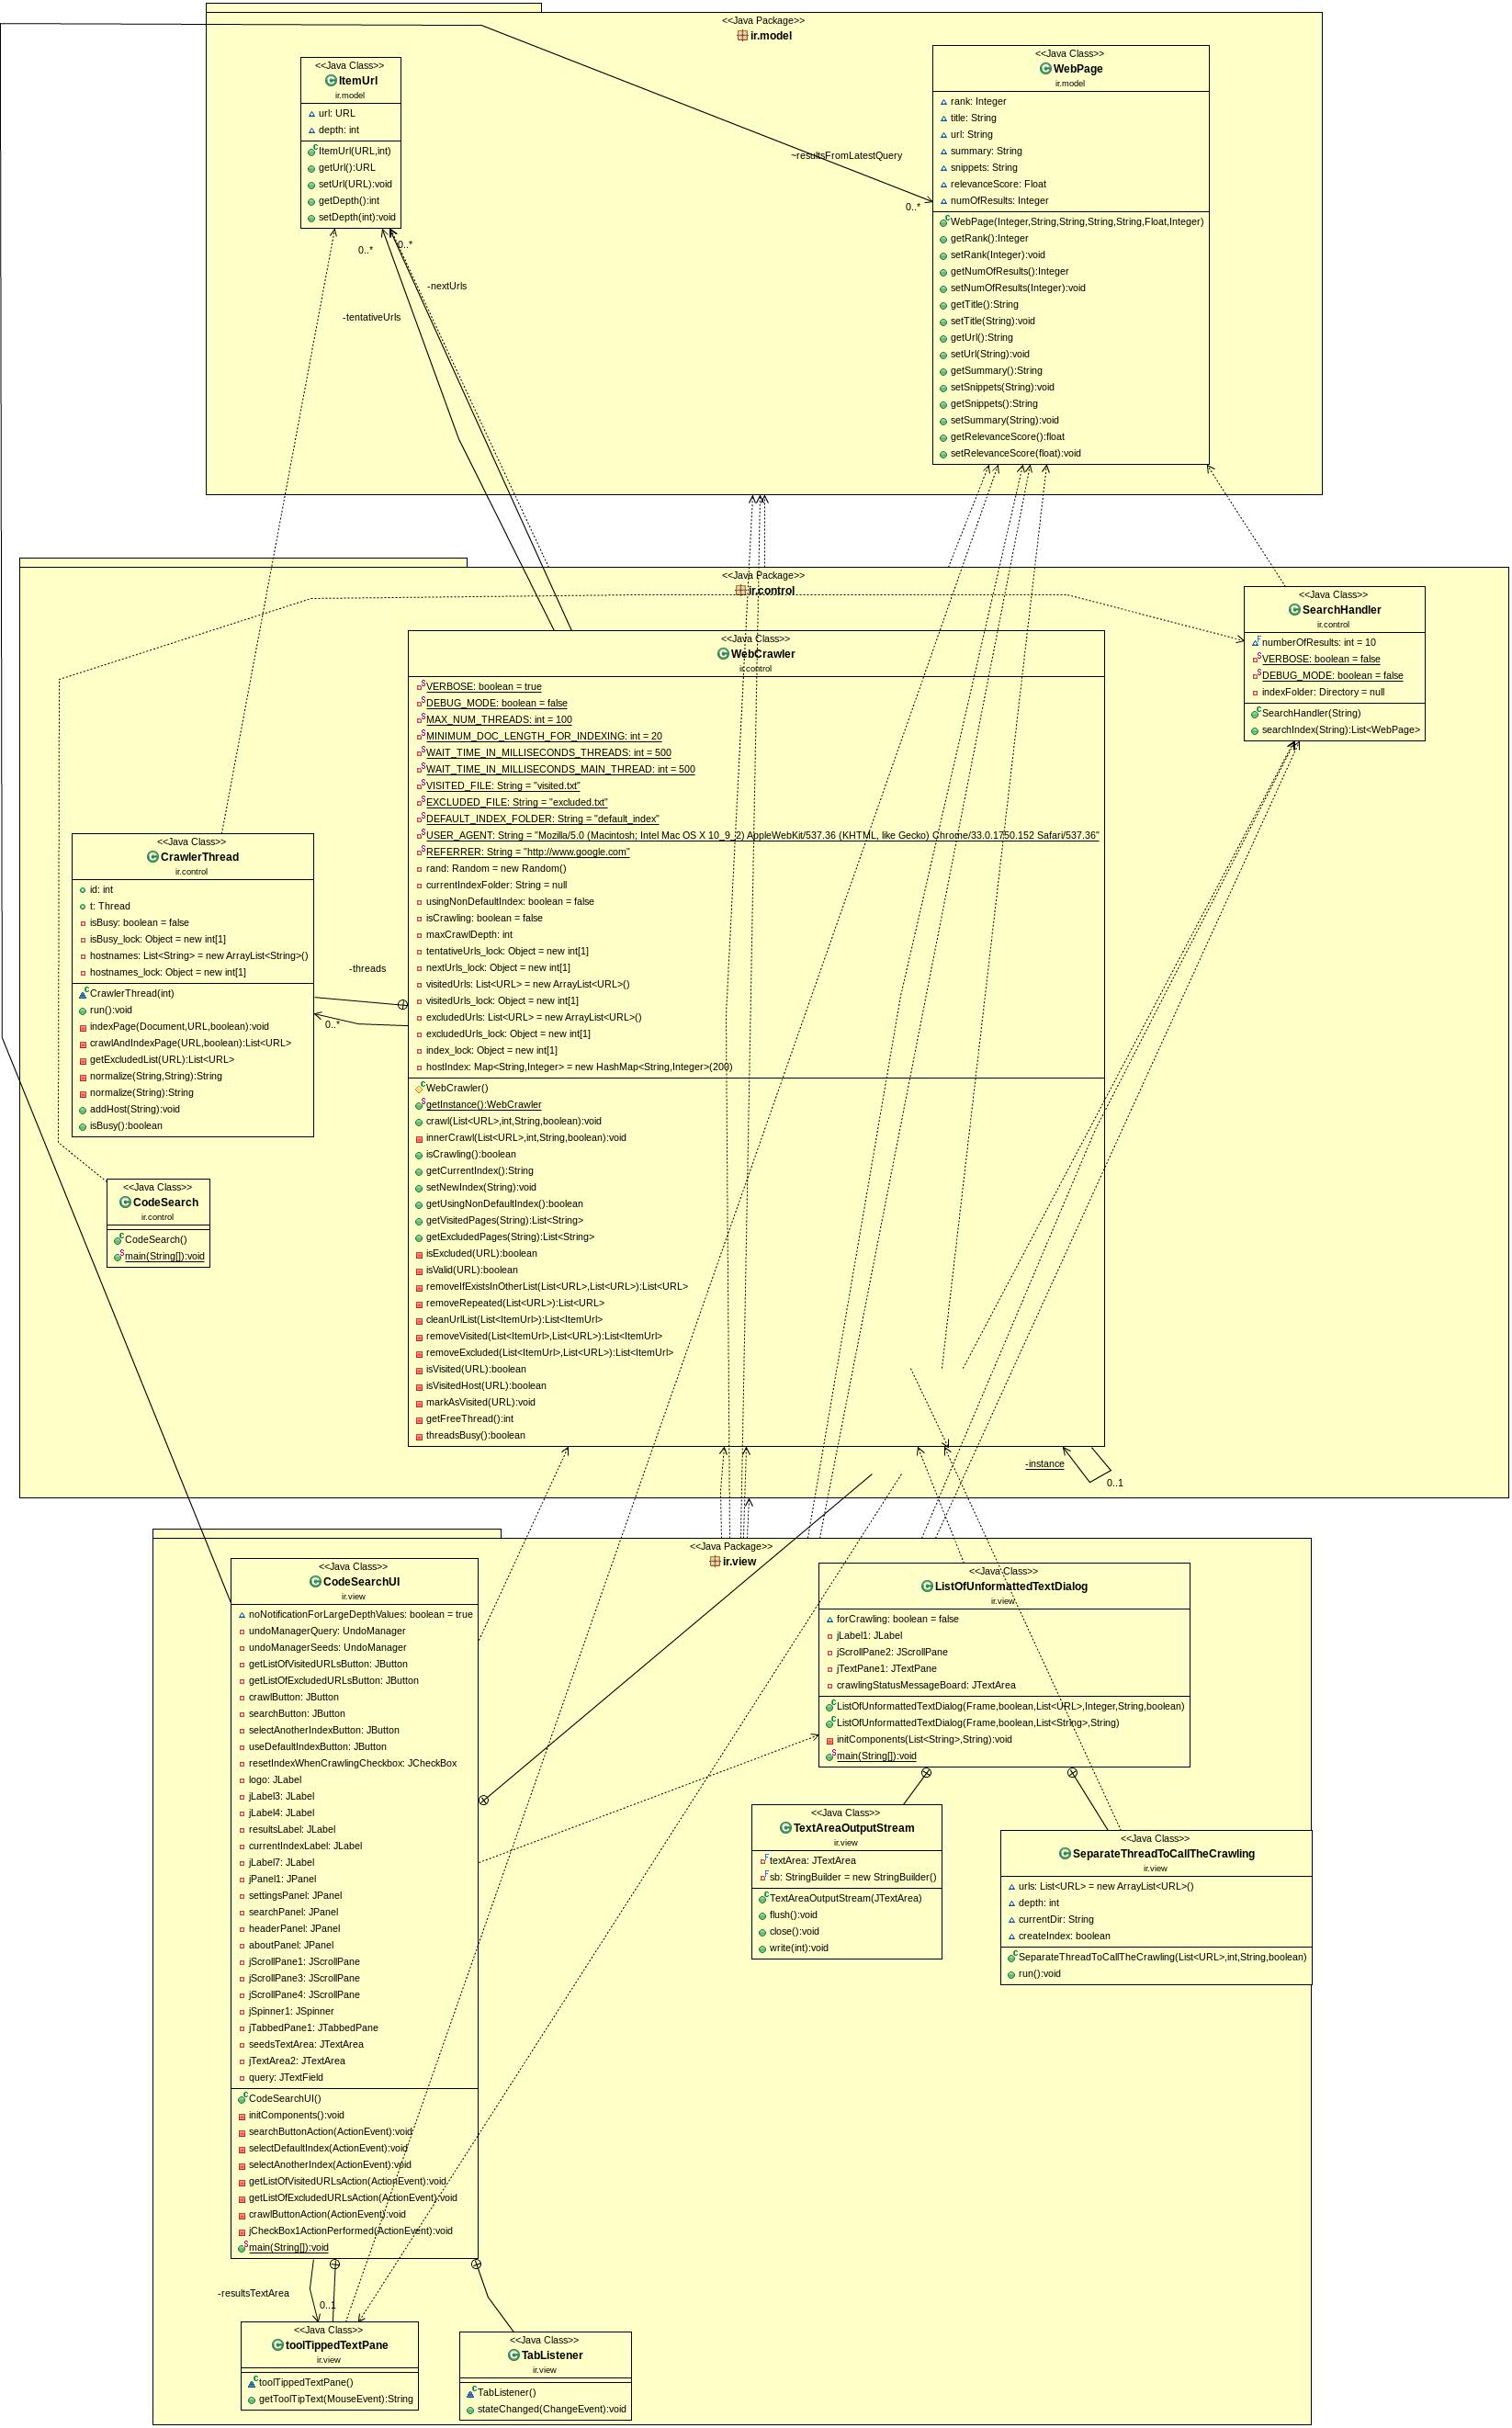 <<Java Package>>
ir.model
<<Java Class>>
ItemUrl
ir.model
url: URL
depth: int
ItemUrl(URL,int)
getUrl():URL
setUrl(URL):void
getDepth():int
setDepth(int):void
<<Java Class>>
WebPage
ir.model
rank: Integer
title: String
url: String
summary: String
snippets: String
relevanceScore: Float
numOfResults: Integer
WebPage(Integer,String,String,String,String,Float,Integer)
getRank():Integer
setRank(Integer):void
getNumOfResults():Integer
setNumOfResults(Integer):void
getTitle():String
setTitle(String):void
getUrl():String
setUrl(String):void
getSummary():String
setSnippets(String):void
getSnippets():String
setSummary(String):void
getRelevanceScore():float
setRelevanceScore(float):void
~resultsFromLatestQuery
0..*
0..*
0..*
-nextUrls
-tentativeUrls
<<Java Package>>
ir.control
<<Java Class>>
SearchHandler
ir.control
numberOfResults: int = 10
VERBOSE: boolean = false
DEBUG_MODE: boolean = false
indexFolder: Directory = null
SearchHandler(String)
searchIndex(String):List<WebPage>
<<Java Class>>
WebCrawler
ir.control
VERBOSE: boolean = true
DEBUG_MODE: boolean = false
MAX_NUM_THREADS: int = 100
MINIMUM_DOC_LENGTH_FOR_INDEXING: int = 20
WAIT_TIME_IN_MILLISECONDS_THREADS: int = 500
WAIT_TIME_IN_MILLISECONDS_MAIN_THREAD: int = 500
VISITED_FILE: String = "visited.txt"
EXCLUDED_FILE: String = "excluded.txt"
DEFAULT_INDEX_FOLDER: String = "default_index"
USER_AGENT: String = "Mozilla/5.0 (Macintosh; Intel Mac OS X 10_9_2) AppleWebKit/537.36 (KHTML, like Gecko) Chrome/33.0.1750.152 Safari/537.36"
REFERRER: String = "http://www.google.com"
rand: Random = new Random()
currentIndexFolder: String = null
usingNonDefaultIndex: boolean = false
isCrawling: boolean = false
maxCrawlDepth: int
tentativeUrls_lock: Object = new int[1]
nextUrls_lock: Object = new int[1]
visitedUrls: List<URL> = new ArrayList<URL>()
visitedUrls_lock: Object = new int[1]
excludedUrls: List<URL> = new ArrayList<URL>()
excludedUrls_lock: Object = new int[1]
index_lock: Object = new int[1]
hostIndex: Map<String,Integer> = new HashMap<String,Integer>(200)
WebCrawler()
getInstance():WebCrawler
crawl(List<URL>,int,String,boolean):void
innerCrawl(List<URL>,int,String,boolean):void
isCrawling():boolean
getCurrentIndex():String
setNewIndex(String):void
getUsingNonDefaultIndex():boolean
getVisitedPages(String):List<String>
getExcludedPages(String):List<String>
isExcluded(URL):boolean
isValid(URL):boolean
removeIfExistsInOtherList(List<URL>,List<URL>):List<URL>
removeRepeated(List<URL>):List<URL>
cleanUrlList(List<ItemUrl>):List<ItemUrl>
removeVisited(List<ItemUrl>,List<URL>):List<ItemUrl>
removeExcluded(List<ItemUrl>,List<URL>):List<ItemUrl>
isVisited(URL):boolean
isVisitedHost(URL):boolean
markAsVisited(URL):void
getFreeThread():int
threadsBusy():boolean
<<Java Class>>
CrawlerThread
ir.control
id: int
t: Thread
isBusy: boolean = false
isBusy_lock: Object = new int[1]
hostnames: List<String> = new ArrayList<String>()
hostnames_lock: Object = new int[1]
CrawlerThread(int)
run():void
indexPage(Document,URL,boolean):void
crawlAndIndexPage(URL,boolean):List<URL>
getExcludedList(URL):List<URL>
normalize(String,String):String
normalize(String):String
addHost(String):void
isBusy():boolean
-threads
0..*
<<Java Class>>
CodeSearch
ir.control
CodeSearch()
main(String[]):void
-instance
0..1
<<Java Package>>
ir.view
<<Java Class>>
CodeSearchUI
ir.view
noNotificationForLargeDepthValues: boolean = true
undoManagerQuery: UndoManager
undoManagerSeeds: UndoManager
getListOfVisitedURLsButton: JButton
getListOfExcludedURLsButton: JButton
crawlButton: JButton
searchButton: JButton
selectAnotherIndexButton: JButton
useDefaultIndexButton: JButton
resetIndexWhenCrawlingCheckbox: JCheckBox
logo: JLabel
jLabel3: JLabel
jLabel4: JLabel
resultsLabel: JLabel
currentIndexLabel: JLabel
jLabel7: JLabel
jPanel1: JPanel
settingsPanel: JPanel
searchPanel: JPanel
headerPanel: JPanel
aboutPanel: JPanel
jScrollPane1: JScrollPane
jScrollPane3: JScrollPane
jScrollPane4: JScrollPane
jSpinner1: JSpinner
jTabbedPane1: JTabbedPane
seedsTextArea: JTextArea
jTextArea2: JTextArea
query: JTextField
CodeSearchUI()
initComponents():void
searchButtonAction(ActionEvent):void
selectDefaultIndex(ActionEvent):void
selectAnotherIndex(ActionEvent):void
getListOfVisitedURLsAction(ActionEvent):void
getListOfExcludedURLsAction(ActionEvent):void
crawlButtonAction(ActionEvent):void
jCheckBox1ActionPerformed(ActionEvent):void
main(String[]):void
<<Java Class>>
ListOfUnformattedTextDialog
ir.view
forCrawling: boolean = false
jLabel1: JLabel
jScrollPane2: JScrollPane
jTextPane1: JTextPane
crawlingStatusMessageBoard: JTextArea
ListOfUnformattedTextDialog(Frame,boolean,List<URL>,Integer,String,boolean)
ListOfUnformattedTextDialog(Frame,boolean,List<String>,String)
initComponents(List<String>,String):void
main(String[]):void
<<Java Class>>
TextAreaOutputStream
ir.view
textArea: JTextArea
sb: StringBuilder = new StringBuilder()
TextAreaOutputStream(JTextArea)
flush():void
close():void
write(int):void
<<Java Class>>
SeparateThreadToCallTheCrawling
ir.view
urls: List<URL> = new ArrayList<URL>()
depth: int
currentDir: String
createIndex: boolean
SeparateThreadToCallTheCrawling(List<URL>,int,String,boolean)
run():void
-resultsTextArea
0..1
<<Java Class>>
toolTippedTextPane
ir.view
toolTippedTextPane()
getToolTipText(MouseEvent):String
<<Java Class>>
TabListener
ir.view
TabListener()
stateChanged(ChangeEvent):void